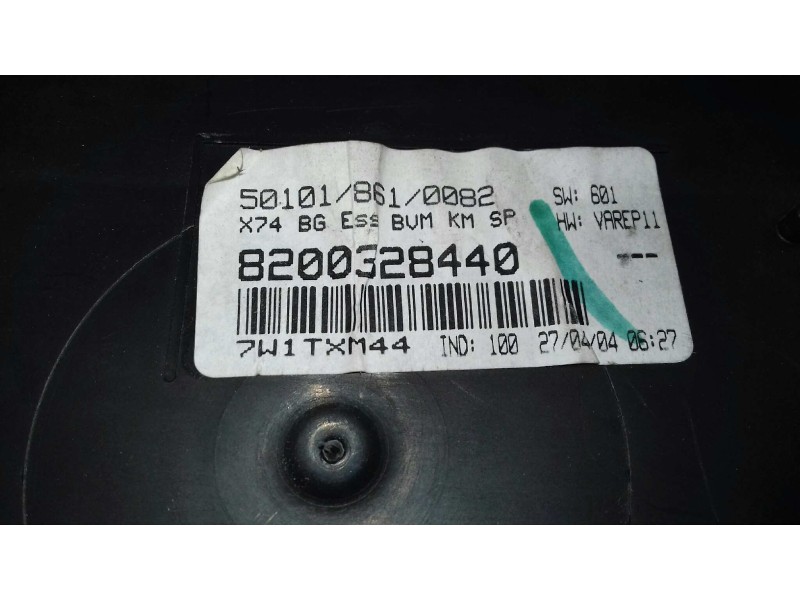 50101/861/0082 SW: 601
X74 BG Ess BVM KM SP HW: VAREP11
8200328440 ---
7W1TXM44 IND: 100 27/04/04 06:27